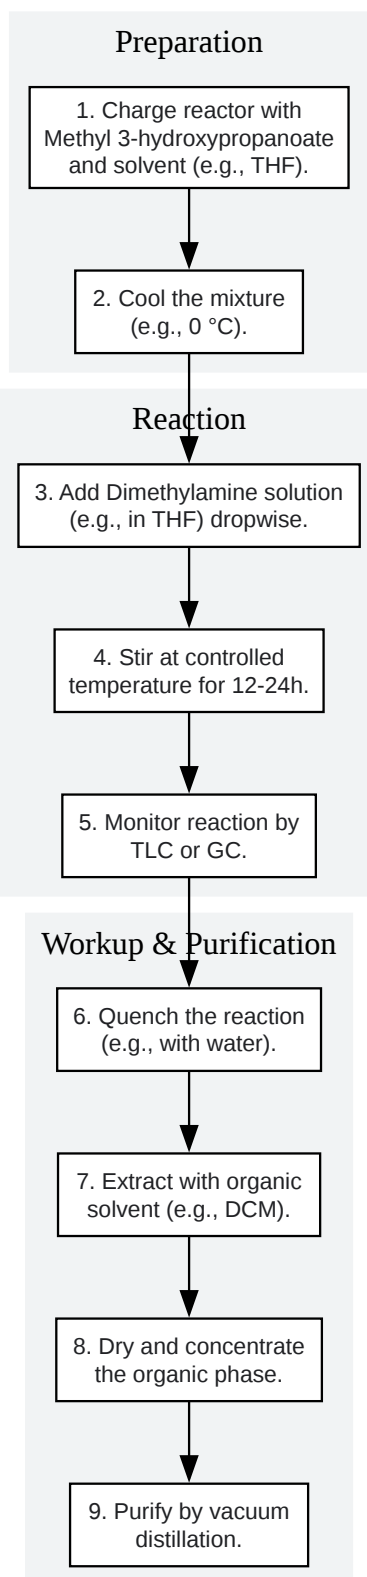 Preparation
1. Charge reactor with
Methyl 3-hydroxypropanoate
and solvent (e.g., THF).
2. Cool the mixture
(e.g., 0 °C).
Reaction
3. Add Dimethylamine solution
(e.g., in THF) dropwise.
4. Stir at controlled
temperature for 12-24h.
5. Monitor reaction by
TLC or GC.
Workup & Purification
6. Quench the reaction
(e.g., with water).
7. Extract with organic
solvent (e.g., DCM).
8. Dry and concentrate
the organic phase.
9. Purify by vacuum
distillation.